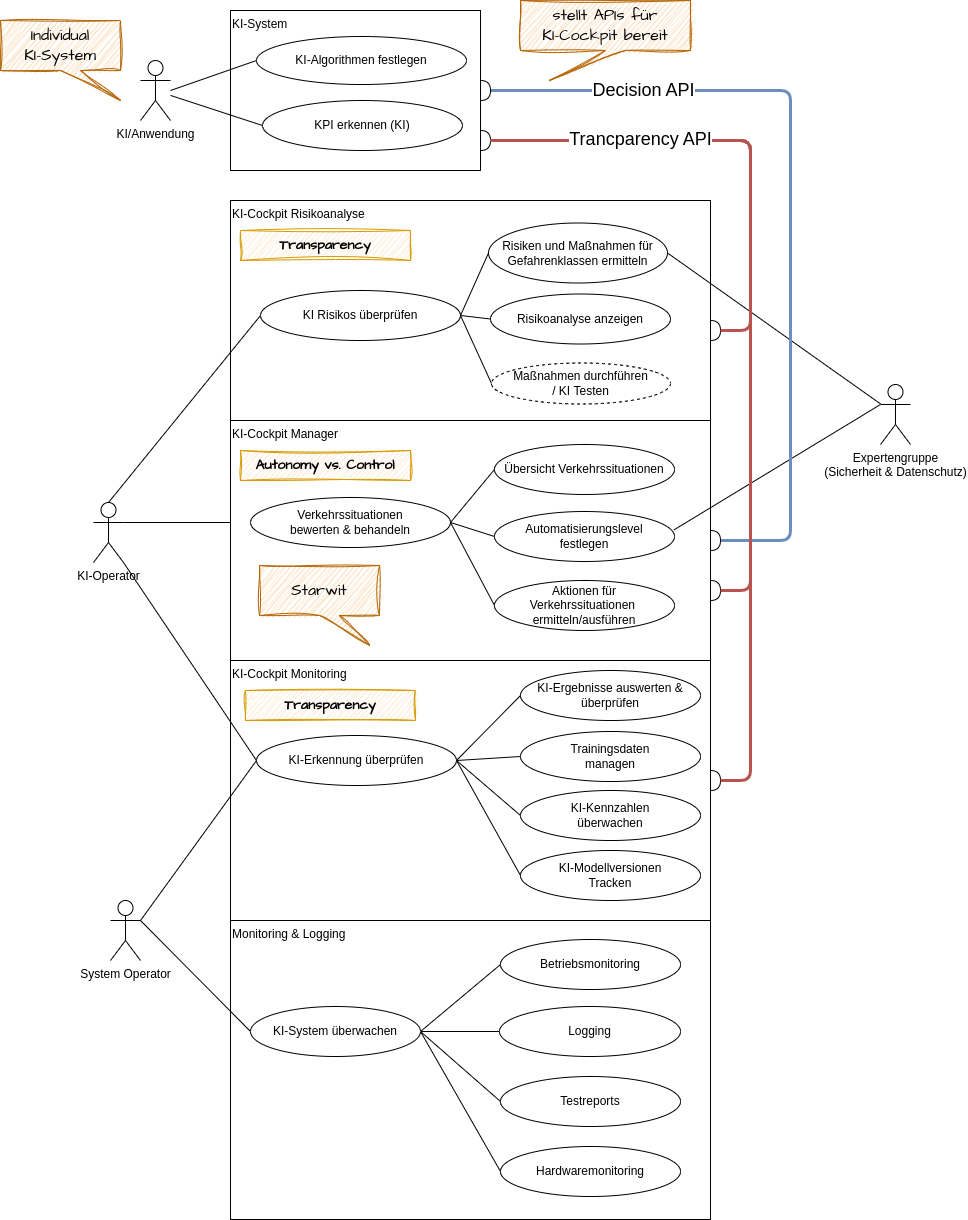 Individual
KI-System
KI/Anwendung
KI-System
KI-Algorithmen festlegen
KPI erkennen (KI)
stellt APIs für
KI-Cockpit bereit
Decision API
Trancparency API
KI-Cockpit Risikoanalyse
Transparency
KI Risikos überprüfen
Risiken und Maßnahmen für
Gefahrenklassen ermitteln
Risikoanalyse anzeigen
Maßnahmen durchführen
/ KI Testen
Expertengruppe
(Sicherheit & Datenschutz)
KI-Cockpit Manager
Autonomy vs. Control
Verkehrssituationen
bewerten & behandeln
Übersicht Verkehrssituationen
Automatisierungslevel
festlegen
Aktionen für
Verkehrssituationen
ermitteln/ausführen
Starwit
KI-Operator
KI-Cockpit Monitoring
Transparency
KI-Erkennung überprüfen
KI-Ergebnisse auswerten &
überprüfen
Trainingsdaten
managen
KI-Kennzahlen
überwachen
KI-Modellversionen
Tracken
System Operator
Monitoring & Logging
KI-System überwachen
Betriebsmonitoring
Logging
Testreports
Hardwaremonitoring